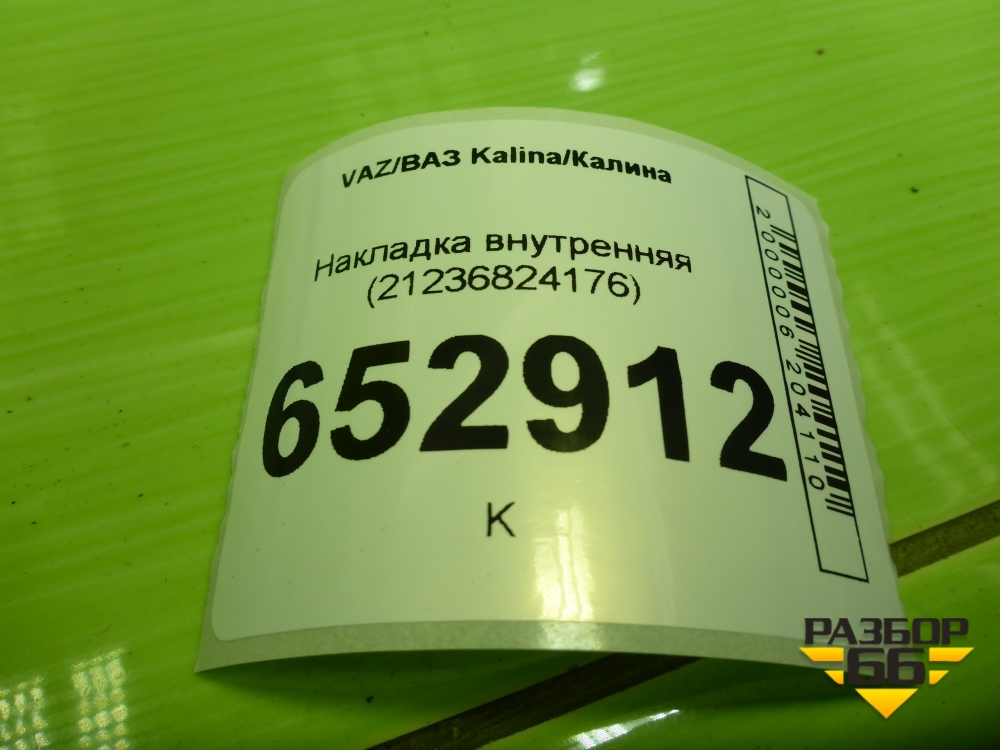 VAZ/ВАЗ Kalina/Калина
Накладка внутренняя
(21236824176)
652912
К
2000006204110
РАЗБОР
66